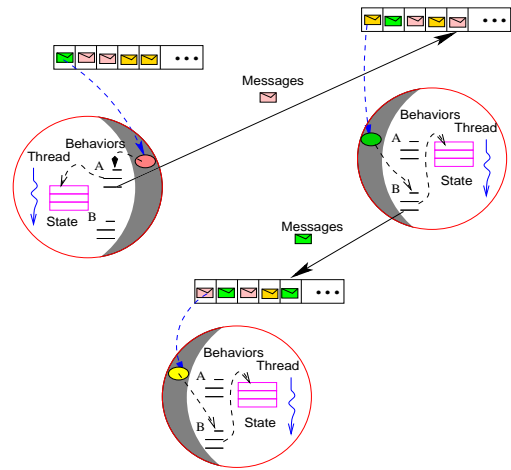 Messages
Behaviors
Thread
A
State
B
Behaviors
A
Thread
B
State
Messages
Behaviors
Thread
A
B
State